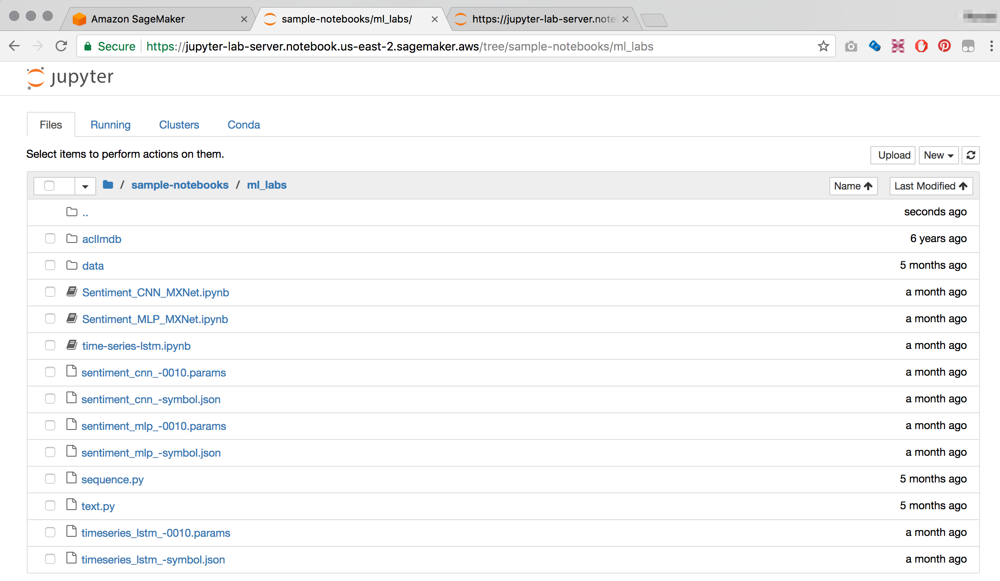 Amazon SageMaker
sample-notebooks/ml_labs/
https://jupyter-lab-server.note
Secure https://jupyter-lab-server.notebook.us-east-2.sagemaker.aws/tree/sample-notebooks/ml_labs
jupyter
Files Running Clusters Conda
Select items to perform actions on them. Upload New
/ sample-notebooks / ml_labs Name Last Modified
.. seconds ago
aclImdb 6 years ago
data 5 months ago
Sentiment_CNN_MXNet.ipynb a month ago
Sentiment_MLP_MXNet.ipynb a month ago
time-series-lstm.ipynb a month ago
sentiment_cnn_-0010.params a month ago
sentiment_cnn_-symbol.json a month ago
sentiment_mlp_-0010.params a month ago
sentiment_mlp_-symbol.json a month ago
sequence.py 5 months ago
text.py 5 months ago
timeseries_lstm_-0010.params a month ago
timeseries_lstm_-symbol.json a month ago